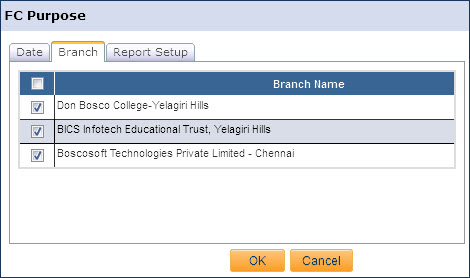 FC Purpose
Date Branch Report Setup
Branch Name
Don Bosco College-Yelagiri Hills
BICS Infotech Educational Trust, Yelagiri Hills
Boscosoft Technologies Private Limited - Chennai
OK Cancel